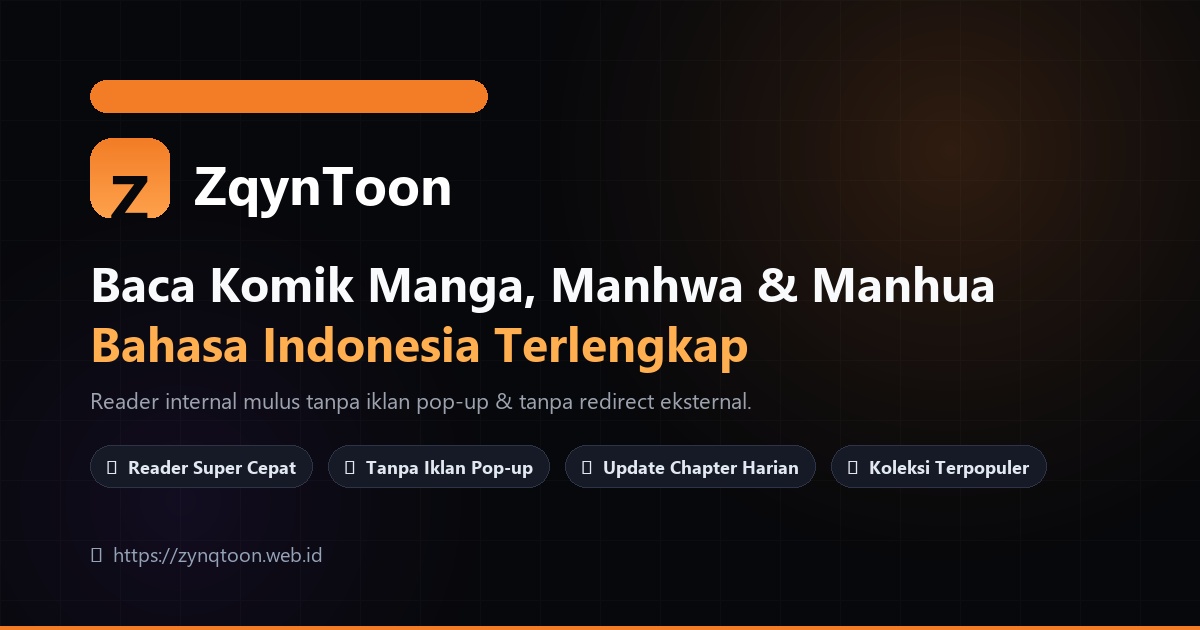 Z
ZqynToon
Baca Komik Manga, Manhwa & Manhua
Bahasa Indonesia Terlengkap
Reader internal mulus tanpa iklan pop-up & tanpa redirect eksternal.
Reader Super Cepat
Tanpa Iklan Pop-up
Update Chapter Harian
Koleksi Terpopuler
https://zynqtoon.web.id